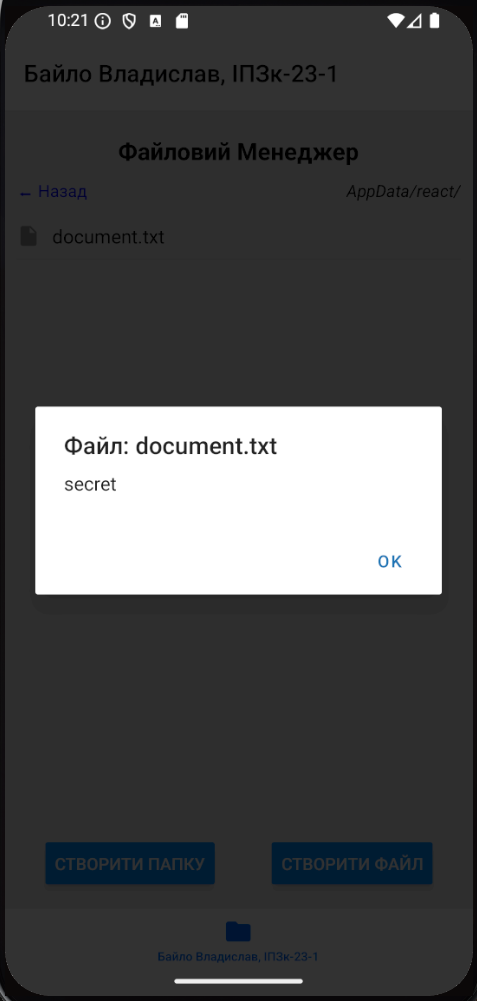 10:21
Байло Владислав, ІПЗк-23-1
Файловий Менеджер
← Назад AppData/react/
document.txt
Файл: document.txt
secret
OK
СТВОРИТИ ПАПКУ СТВОРИТИ ФАЙЛ
Байло Владислав, ІПЗк-23-1